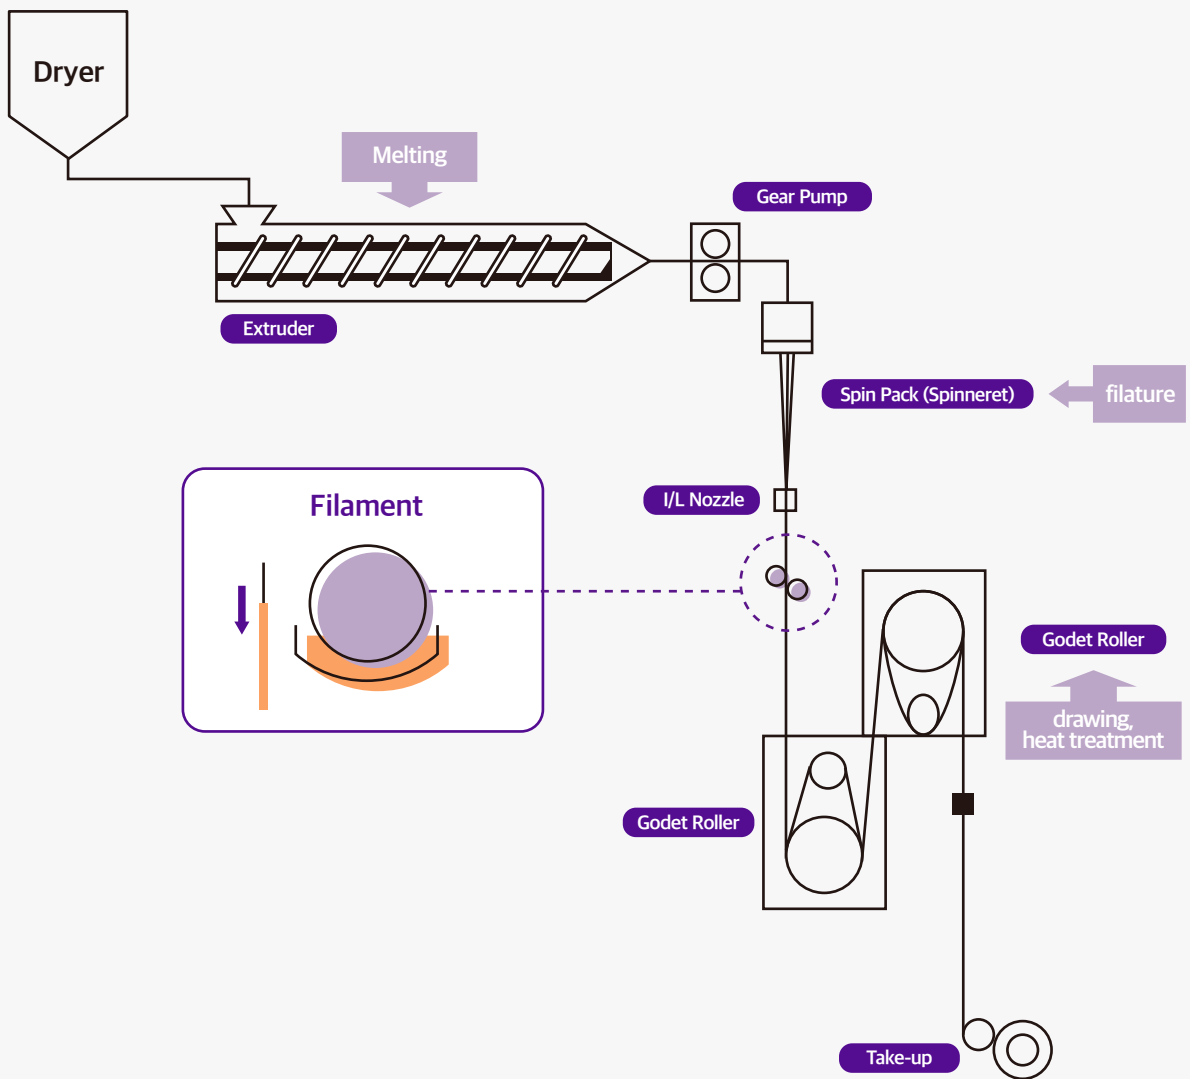 Dryer
Melting
Gear Pump
Extruder
Spin Pack (Spinneret)
filature
I/L Nozzle
Filament
Godet Roller
drawing,
heat treatment
Godet Roller
Take-up